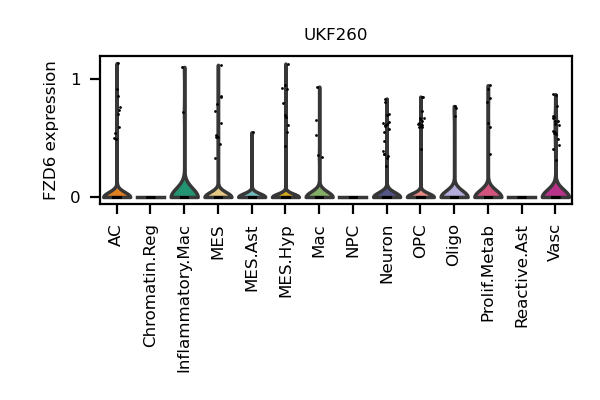 UKF260
FZD6 expression
1
0
AC
Chromatin.Reg
Inflammatory.Mac
MES
MES.Ast
MES.Hyp
Mac
NPC
Neuron
OPC
Oligo
Prolif.Metab
Reactive.Ast
Vasc